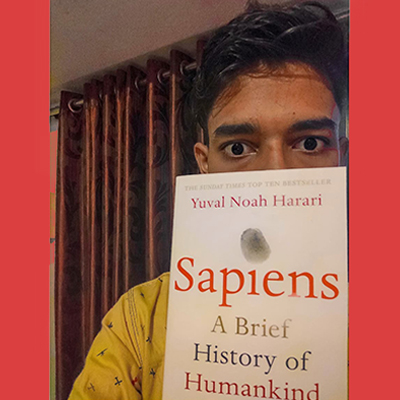 THE SUNDAY TIMES TOP TEN BESTSELLER
Yuval Noah Harari
Sapiens
A Brief
History of
Humankind